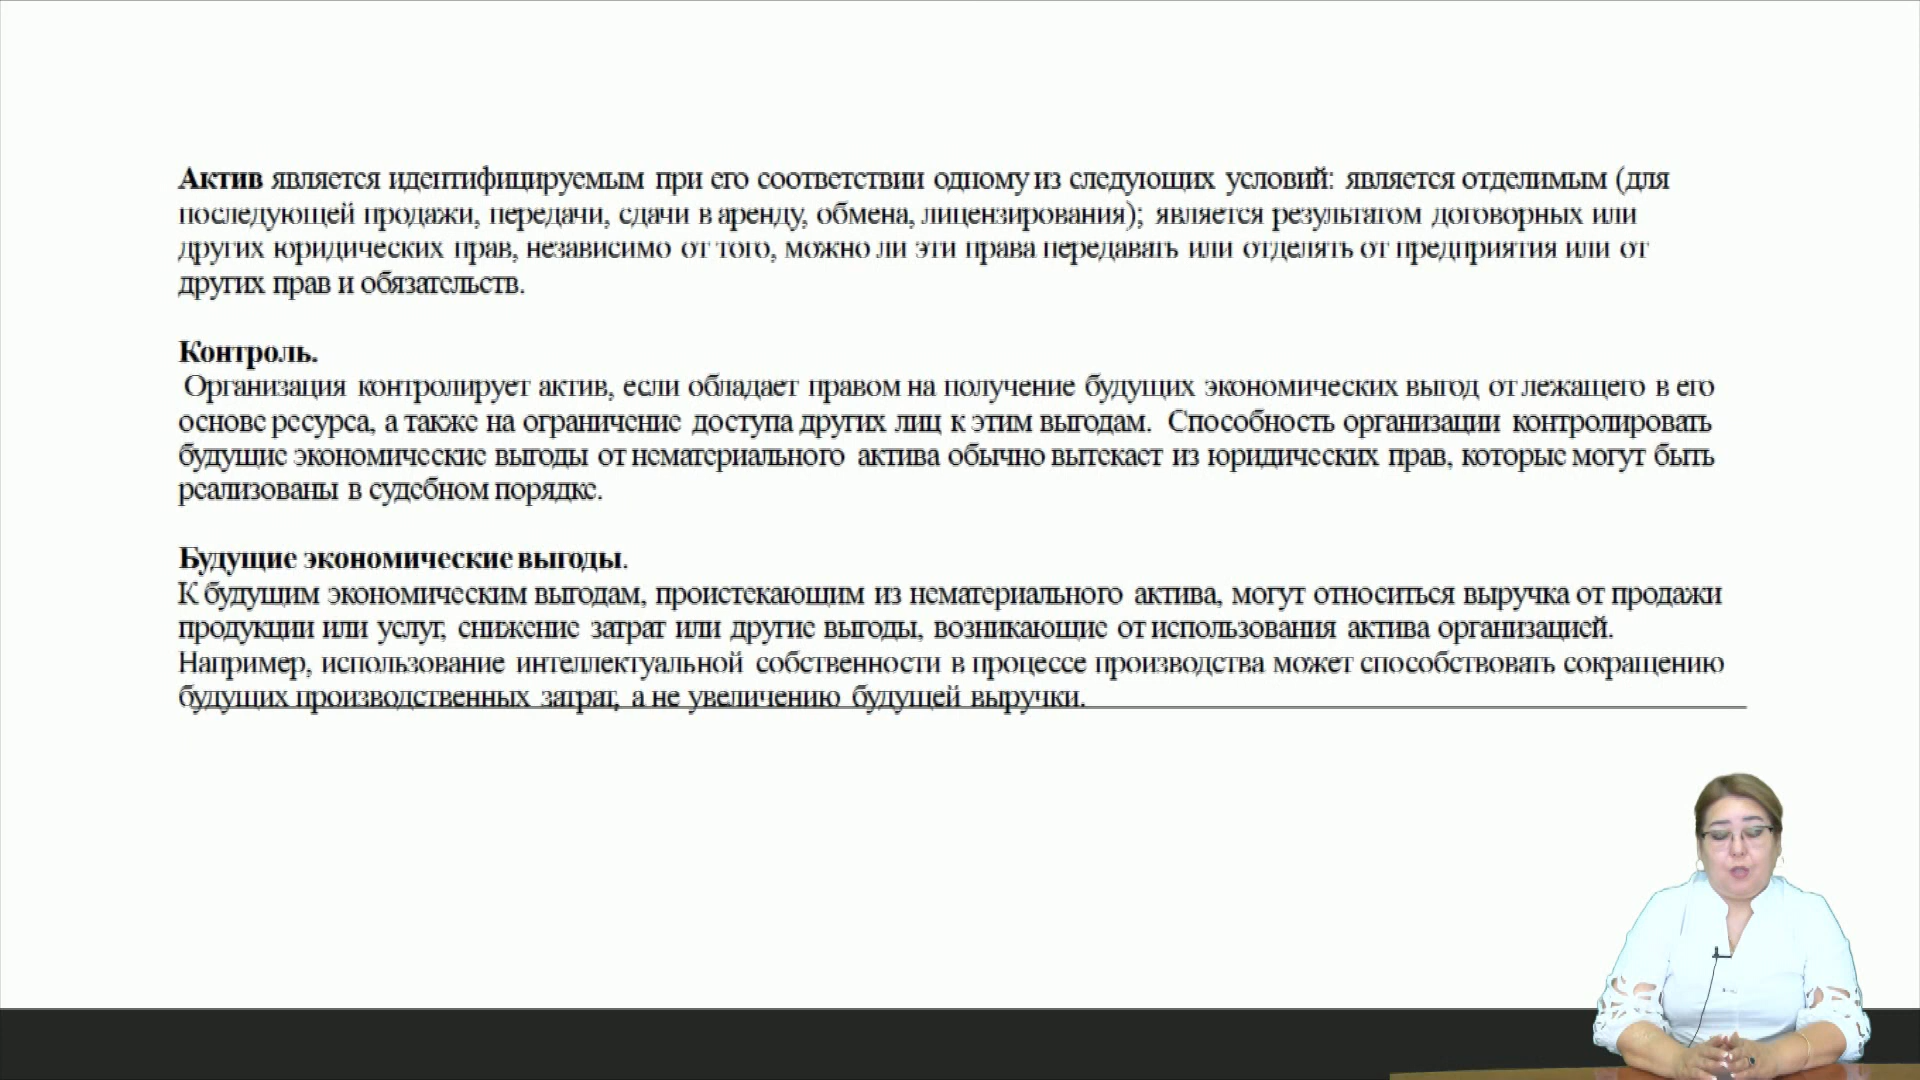 Актив является идентифицируемым при его соответствии одному из следующих условий: является отделимым (для
последующей продажи, передачи, сдачи в аренду, обмена, лицензирования); является результатом договорных или
других юридических прав, независимо от того, можно ли эти права передавать или отделять от предприятия или от
других прав и обязательств.
Контроль.
Организация контролирует актив, если обладает правом на получение будущих экономических выгод от лежащего в его
основе ресурса, а также на ограничение доступа других лиц к этим выгодам. Способность организации контролировать
будущие экономические выгоды от нематериального актива обычно вытекает из юридических прав, которые могут быть
реализованы в судебном порядке.
Будущие экономические выгоды.
К будущим экономическим выгодам, проистекающим из нематериального актива, могут относиться выручка от продажи
продукции или услуг, снижение затрат или другие выгоды, возникающие от использования актива организацией.
Например, использование интеллектуальной собственности в процессе производства может способствовать сокращению
будущих производственных затрат, а не увеличению будущей выручки.